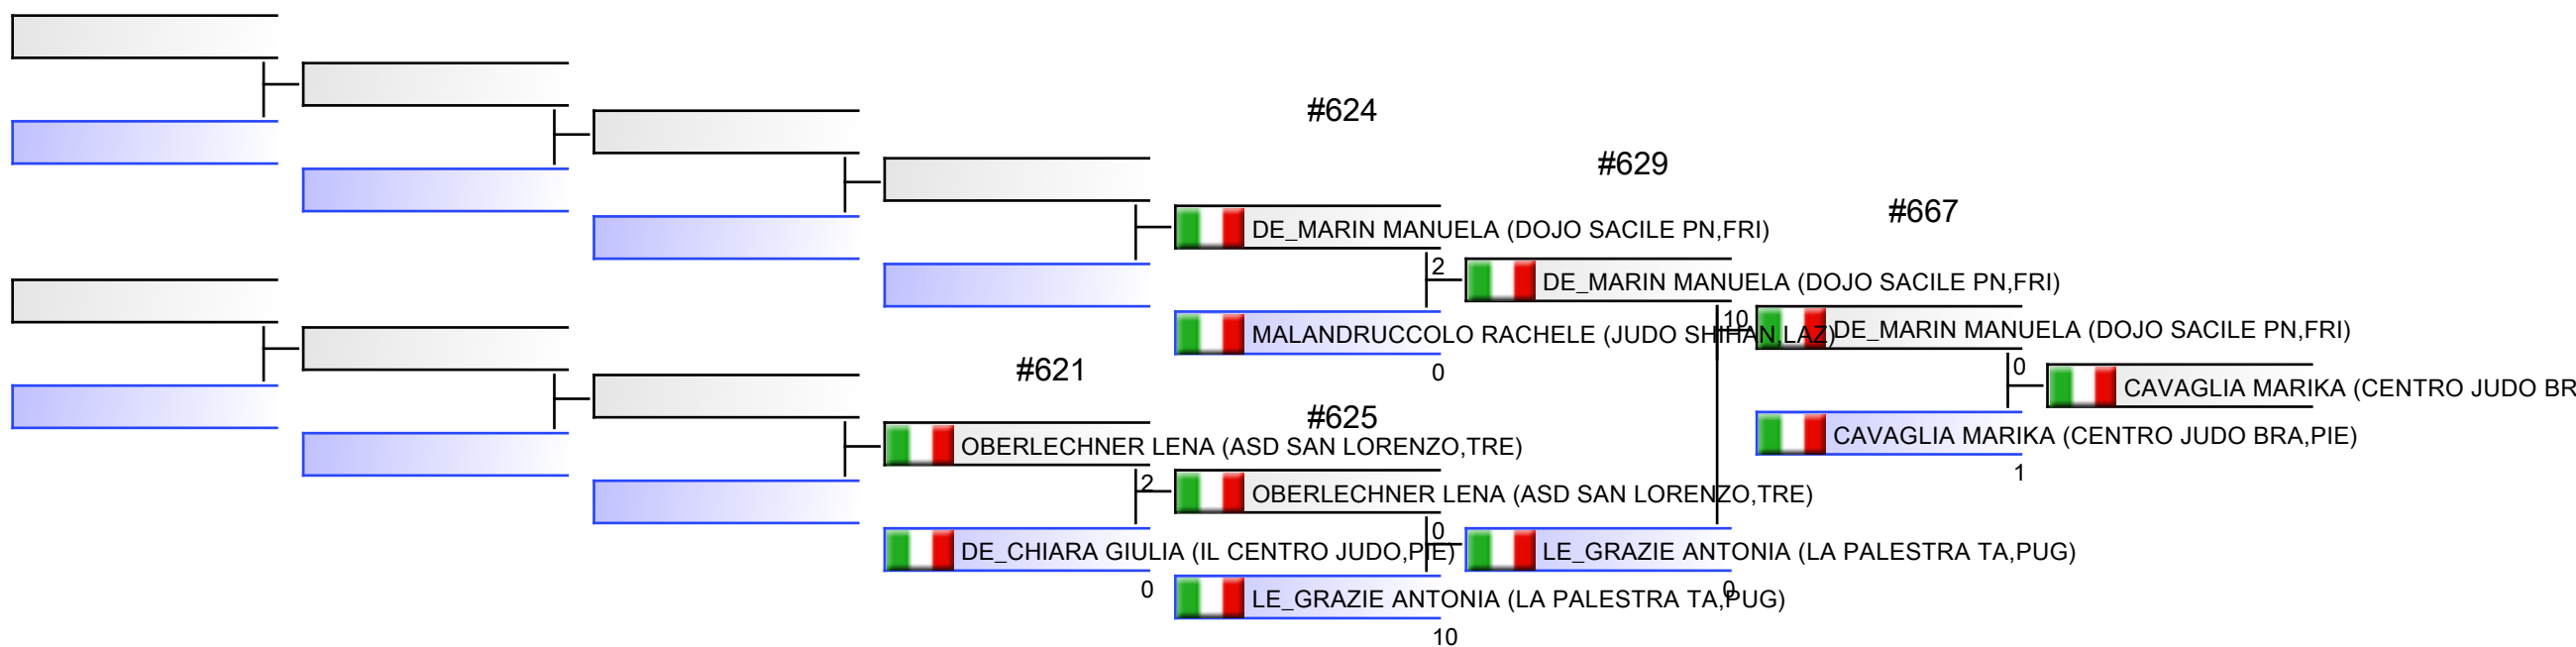 #624
#629
#667
DE_MARIN MANUELA (DOJO SACILE PN,FRI)
2
DE_MARIN MANUELA (DOJO SACILE PN,FRI)
MALANDRUCCOLO RACHELE (JUDO SHIHAN,LAZ)
10
DE_MARIN MANUELA (DOJO SACILE PN,FRI)
0
0
#621
CAVAGLIA MARIKA (CENTRO JUDO BR
#625
OBERLECHNER LENA (ASD SAN LORENZO,TRE)
CAVAGLIA MARIKA (CENTRO JUDO BRA,PIE)
1
2
OBERLECHNER LENA (ASD SAN LORENZO,TRE)
0
DE_CHIARA GIULIA (IL CENTRO JUDO,PIE)
LE_GRAZIE ANTONIA (LA PALESTRA TA,PUG)
0
0
LE_GRAZIE ANTONIA (LA PALESTRA TA,PUG)
10